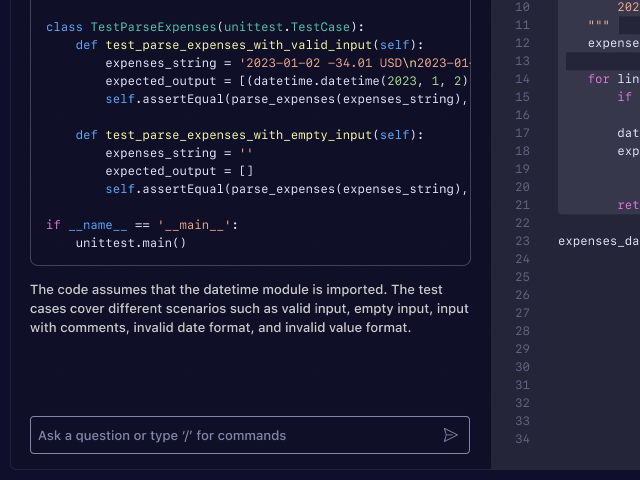 class TestParseExpenses(unittest.TestCase):
def test_parse_expenses_with_valid_input(self):
expenses_string = '2023-01-02 -34.01 USD\n2023-01-
expected_output = [(datetime.datetime(2023, 1, 2)
self.assertEqual(parse_expenses(expenses_string),
def test_parse_expenses_with_empty_input(self):
expenses_string = ''
expected_output = []
self.assertEqual(parse_expenses(expenses_string),
if __name__ == '__main__':
unittest.main()
The code assumes that the datetime module is imported. The test
cases cover different scenarios such as valid input, empty input, input
with comments, invalid date format, and invalid value format.
Ask a question or type '/' for commands
10 202
11 """
12 expense
13
14 for lin
15 if
16
17 dat
18 exp
19
20
21 ret
22
23 expenses_da
24
25
26
27
28
29
30
31
32
33
34